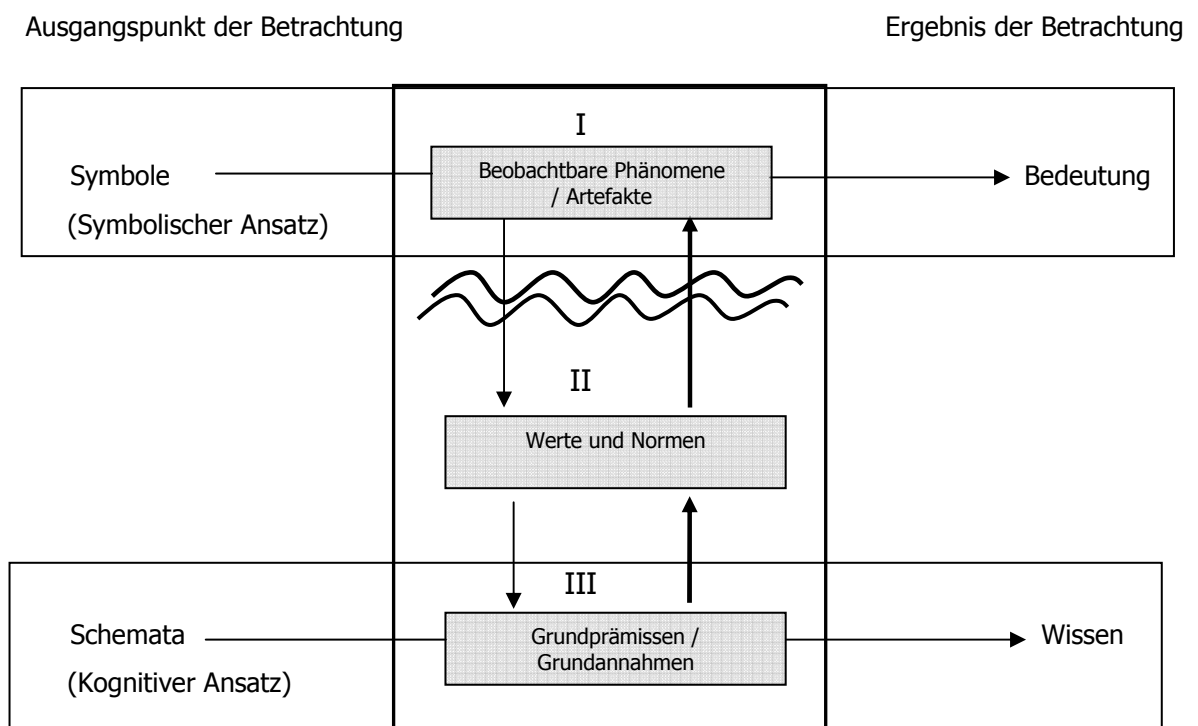 Ausgangspunkt der Betrachtung
Ergebnis der Betrachtung
I
Symbole
(Symbolischer Ansatz)
Beobachtbare Phänomene
/ Artefakte
Bedeutung
II
Werte und Normen
III
Schemata
(Kognitiver Ansatz)
Grundprämissen /
Grundannahmen
Wissen